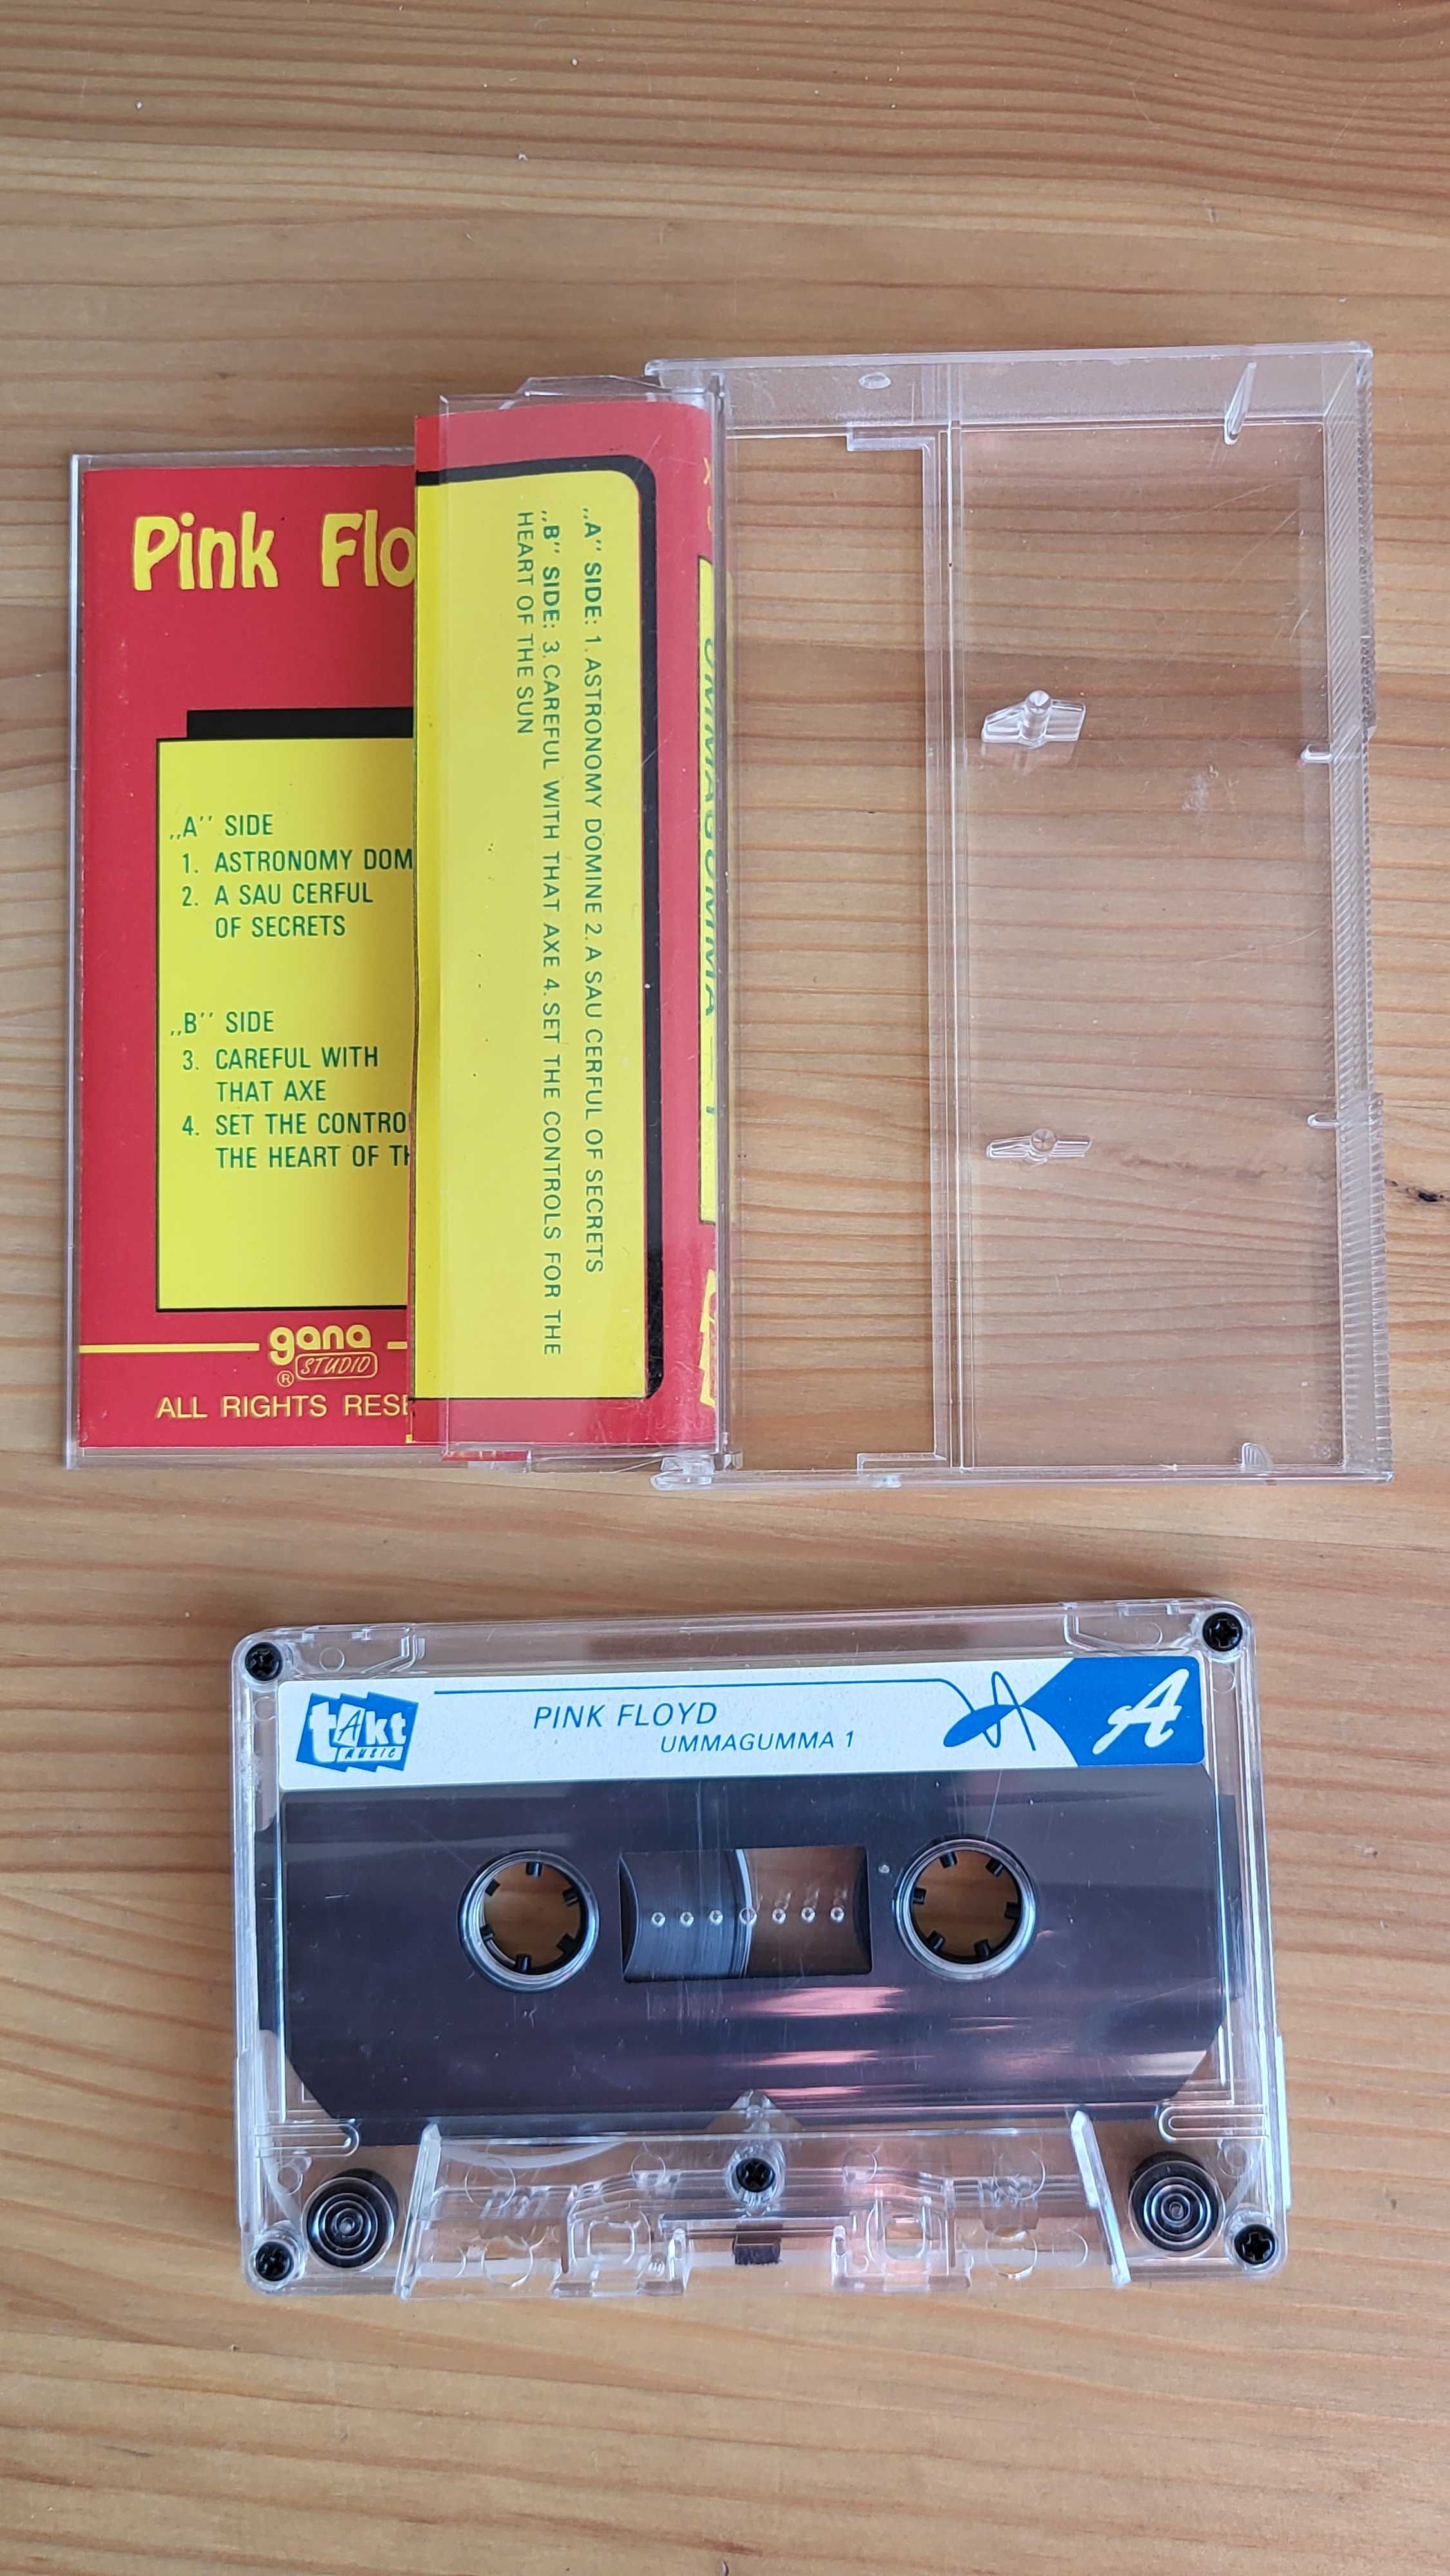 Pink Flo
,,A'' SIDE
1. ASTRONOMY DOM
2. A SAU CERFUL
OF SECRETS
,,B'' SIDE
3. CAREFUL WITH
THAT AXE
4. SET THE CONTRO
THE HEART OF TH
gana
® STUDIO
ALL RIGHTS RESE
,,A'' SIDE: 1. ASTRONOMY DOMINE 2. A SAU CERFUL OF SECRETS
,,B'' SIDE: 3. CAREFUL WITH THAT AXE 4. SET THE CONTROLS FOR THE
HEART OF THE SUN
UMMAGUMMA – 1
takt
MUSIC
PINK FLOYD
UMMAGUMMA 1
A